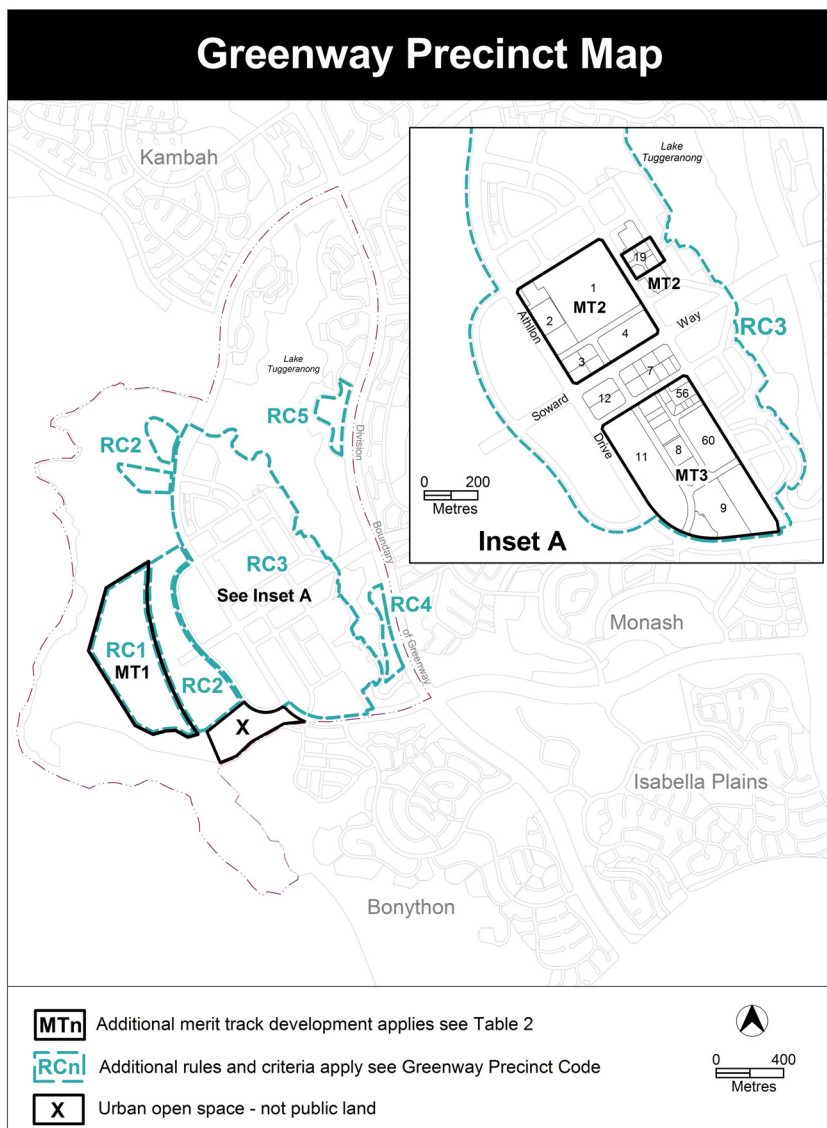 Greenway Precinct Map
Kambah
Lake
Tuggeranong
RC5
RC2
Division
Boundary
of Greenway
RC3
See Inset A
RC4
RC1
MT1
RC2
X
Monash
Isabella Plains
Bonython
Lake
Tuggeranong
19
MT2
1
MT2
2
Athllon
4
Way
RC3
3
7
Soward
12
56
Drive
11
8
60
MT3
9
0 200
Metres
Inset A
MTn Additional merit track development applies see Table 2
RCn Additional rules and criteria apply see Greenway Precinct Code
X Urban open space - not public land
0 400
Metres